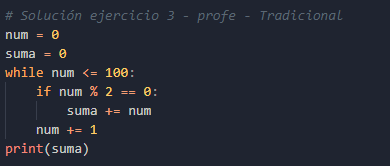 # Solución ejercicio 3 - profe - Tradicional
num = 0
suma = 0
while num <= 100:
    if num % 2 == 0:
        suma += num
    num += 1
print(suma)